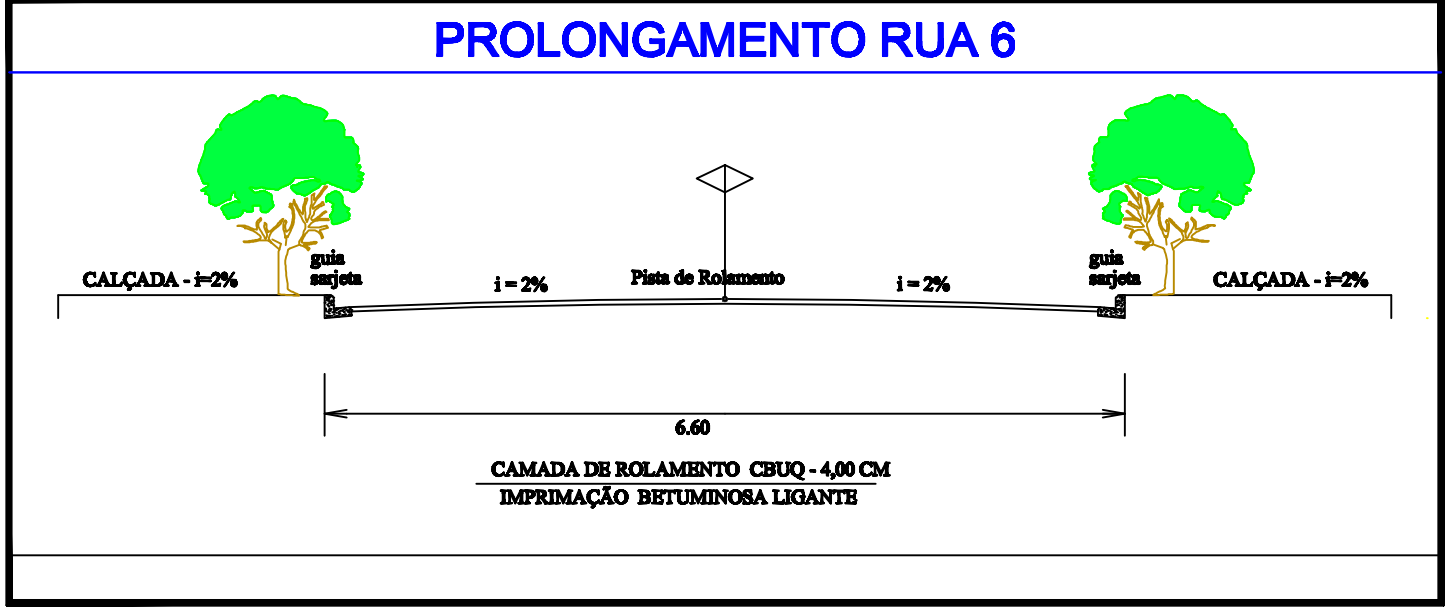 PROLONGAMENTO RUA 6
guia
sarjeta
guia
sarjeta
CALÇADA - i=2%
i = 2%
Pista de Rolamento
i = 2%
CALÇADA - i=2%
6.60
CAMADA DE ROLAMENTO CBUQ - 4,00 CM
IMPRIMAÇÃO BETUMINOSA LIGANTE